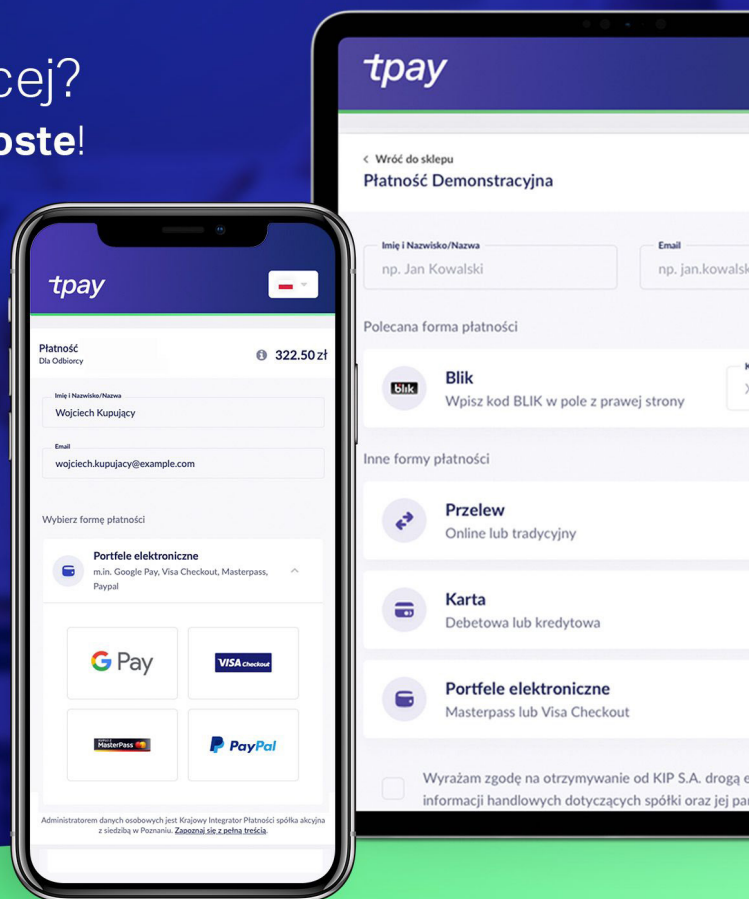 cej?
oste!
tpay
Płatność
Dla Odbiorcy
322.50 zł
Imię i Nazwisko/Nazwa
Wojciech Kupujący
Email
wojciech.kupujacy@example.com
Wybierz formę płatności
Portfele elektroniczne
m.in. Google Pay, Visa Checkout, Masterpass,
Paypal
G Pay
VISA Checkout
MasterPass
PayPal
Administratorem danych osobowych jest Krajowy Integrator Płatności spółka akcyjna
z siedzibą w Poznaniu. Zapoznaj się z pełną treścią.
tpay
< Wróć do sklepu
Płatność Demonstracyjna
Imię i Nazwisko/Nazwa
np. Jan Kowalski
Email
np. jan.kowalsk
Polecana forma płatności
blik
Blik
Wpisz kod BLIK w pole z prawej strony
Inne formy płatności
Przelew
Online lub tradycyjny
Karta
Debetowa lub kredytowa
Portfele elektroniczne
Masterpass lub Visa Checkout
Wyrażam zgodę na otrzymywanie od KIP S.A. drogą e
informacji handlowych dotyczących spółki oraz jej par